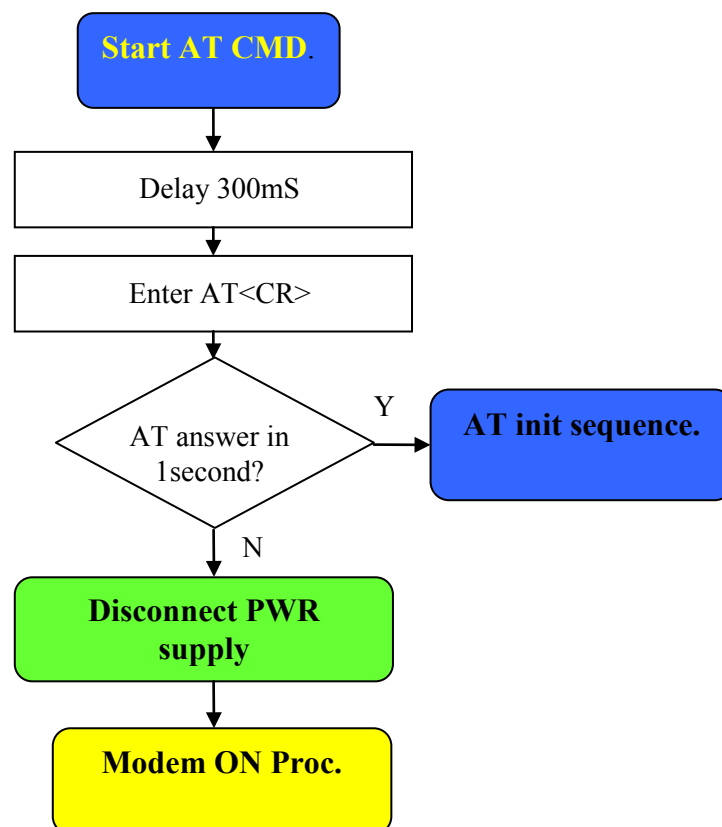 Start AT CMD.
Delay 300mS
Enter AT<CR>
AT answer in
1second?
Y
AT init sequence.
N
Disconnect PWR
supply
Modem ON Proc.